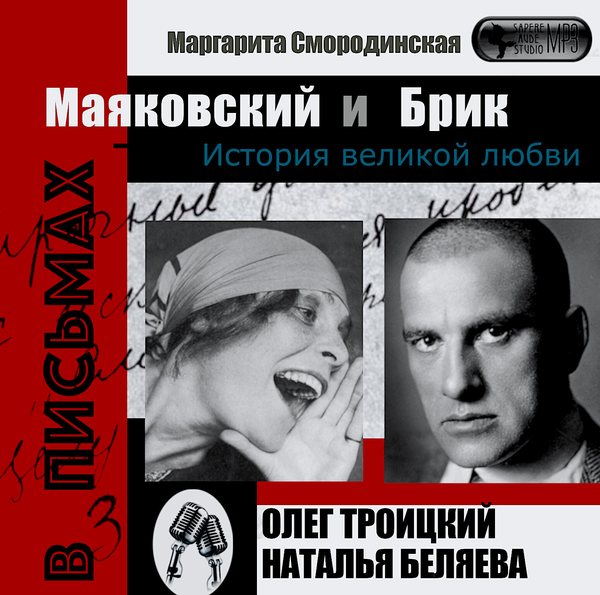 Маргарита Смородинская
SAPERE
AUDE
STUDIO
MP3
Маяковский и Брик
История великой любви
В ПИСЬМАХ
ОЛЕГ ТРОИЦКИЙ
НАТАЛЬЯ БЕЛЯЕВА